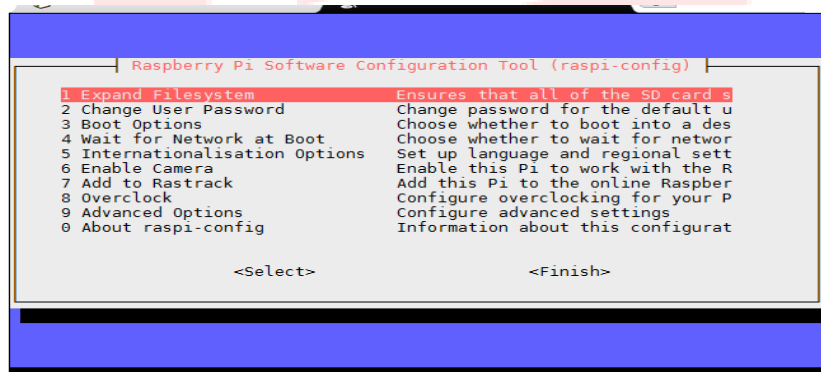 Raspberry Pi Software Configuration Tool (raspi-config)
1 Expand Filesystem Ensures that all of the SD card s
2 Change User Password Change password for the default u
3 Boot Options Choose whether to boot into a des
4 Wait for Network at Boot Choose whether to wait for networ
5 Internationalisation Options Set up language and regional sett
6 Enable Camera Enable this Pi to work with the R
7 Add to Rastrack Add this Pi to the online Raspber
8 Overclock Configure overclocking for your P
9 Advanced Options Configure advanced settings
0 About raspi-config Information about this configurat
<Select> <Finish>